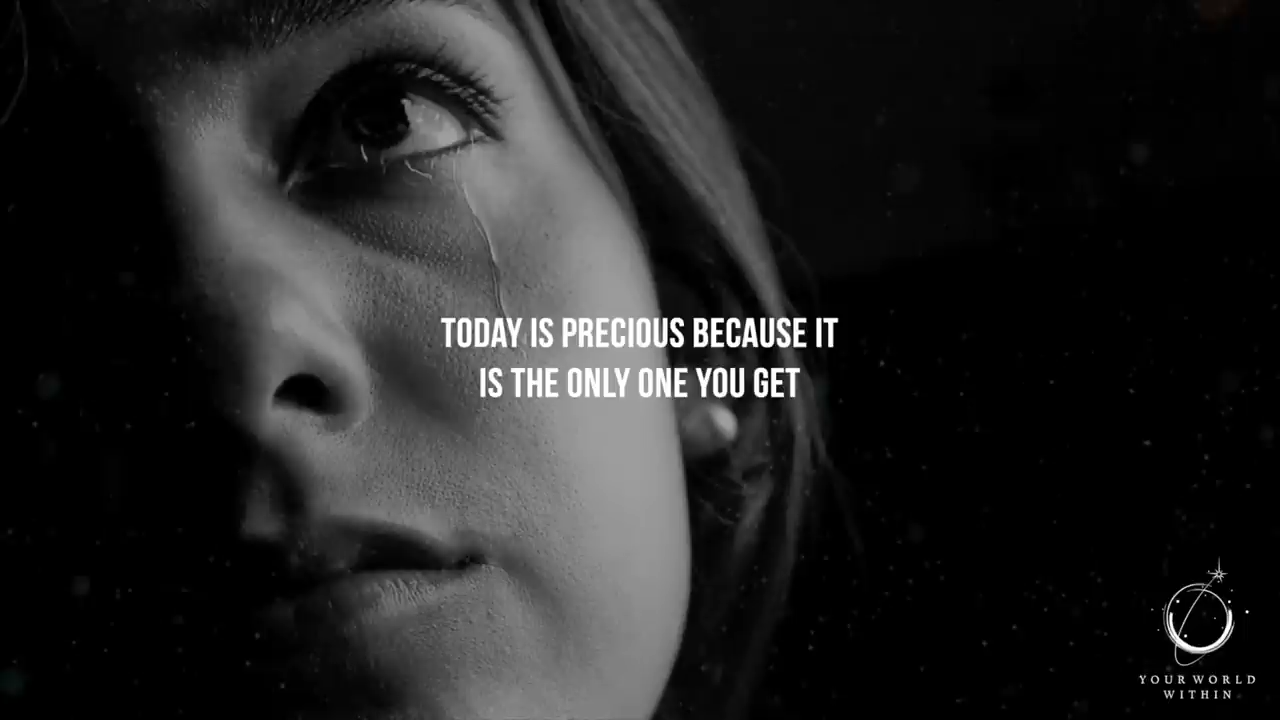 TODAY IS PRECIOUS BECAUSE IT
IS THE ONLY ONE YOU GET
YOUR WORLD
WITHIN